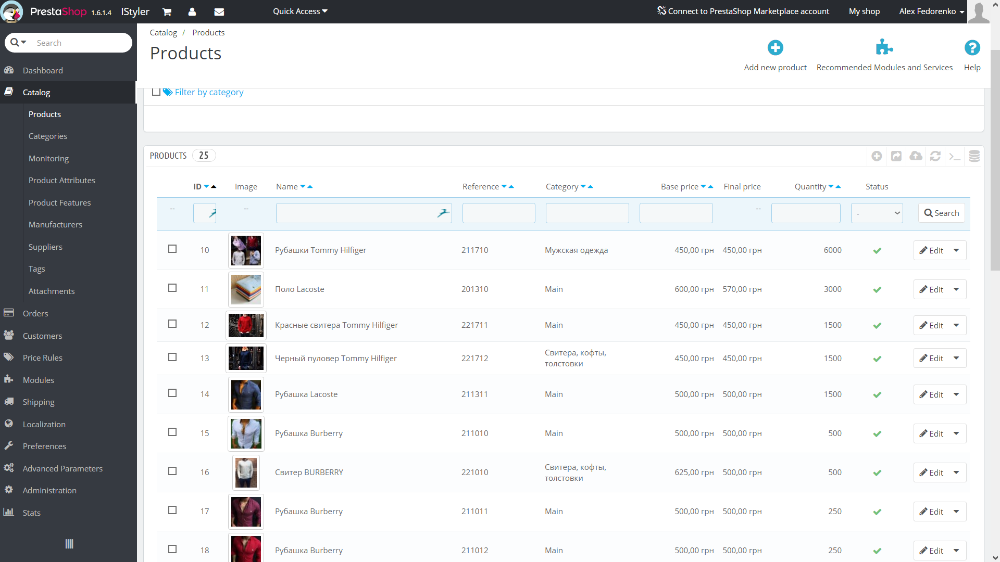 PrestaShop 1.6.1.4 IStyler Quick Access Connect to PrestaShop Marketplace account My shop Alex Fedorenko
Search
Dashboard
Catalog
Products
Categories
Monitoring
Product Attributes
Product Features
Manufacturers
Suppliers
Tags
Attachments
Orders
Customers
Price Rules
Modules
Shipping
Localization
Preferences
Advanced Parameters
Administration
Stats
Catalog / Products
Products
Add new product Recommended Modules and Services Help
Filter by category
PRODUCTS 25
ID Image Name Reference Category Base price Final price Quantity Status
-- -- -- - Search
10 Рубашки Tommy Hilfiger 211710 Мужская одежда 450,00 грн 450,00 грн 6000 Edit
11 Поло Lacoste 201310 Main 600,00 грн 570,00 грн 3000 Edit
12 Красные свитера Tommy Hilfiger 221711 Main 450,00 грн 450,00 грн 1500 Edit
13 Черный пуловер Tommy Hilfiger 221712 Свитера, кофты, толстовки 450,00 грн 450,00 грн 1500 Edit
14 Рубашка Lacoste 211311 Main 500,00 грн 500,00 грн 1500 Edit
15 Рубашка Burberry 211010 Main 500,00 грн 500,00 грн 500 Edit
16 Свитер BURBERRY 221010 Свитера, кофты, толстовки 625,00 грн 500,00 грн 500 Edit
17 Рубашка Burberry 211011 Main 500,00 грн 500,00 грн 250 Edit
18 Рубашка Burberry 211012 Main 500,00 грн 500,00 грн 250 Edit